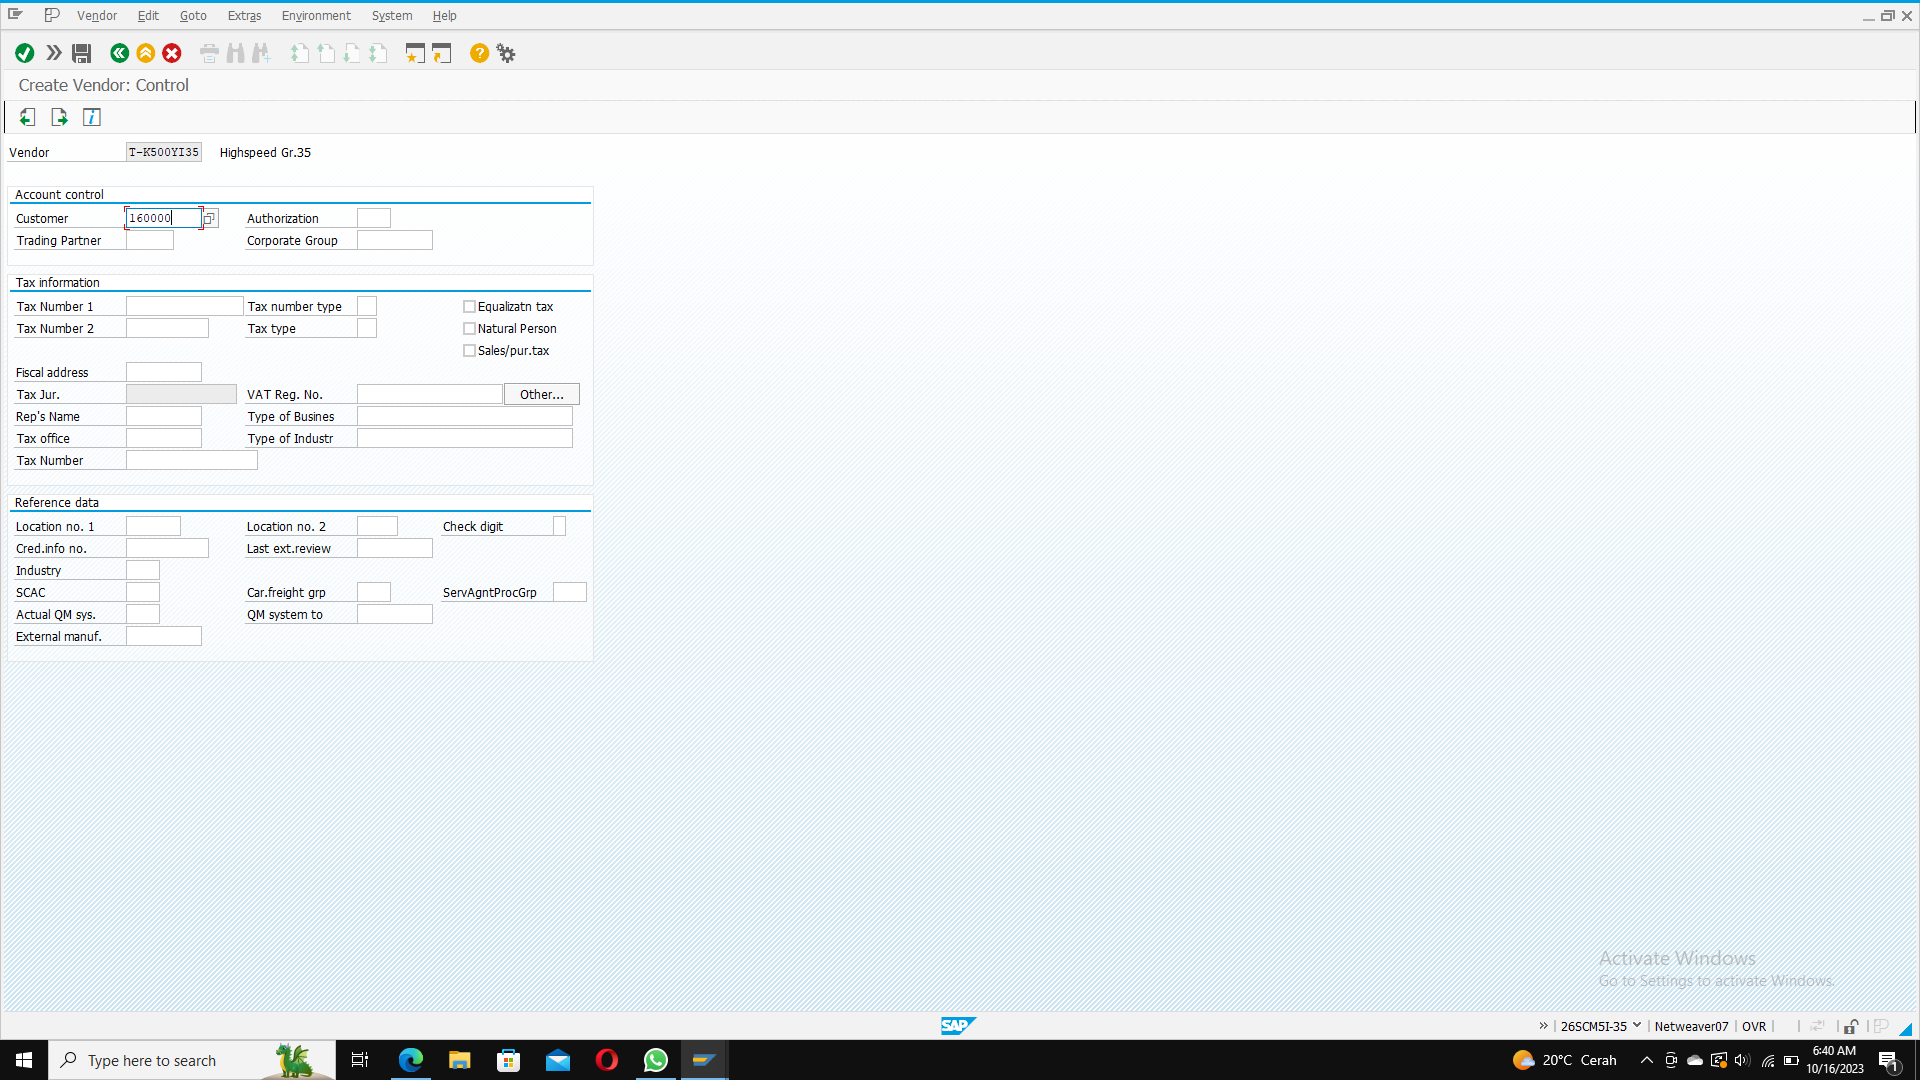 Vendor Edit Goto Extras Environment System Help
Create Vendor: Control
Vendor T-K500YI35 Highspeed Gr.35
Account control
Customer 160000 Authorization
Trading Partner Corporate Group
Tax information
Tax Number 1 Tax number type Equalizatn tax
Tax Number 2 Tax type Natural Person
Sales/pur.tax
Fiscal address
Tax Jur. VAT Reg. No. Other...
Rep's Name Type of Busines
Tax office Type of Industr
Tax Number
Reference data
Location no. 1 Location no. 2 Check digit
Cred.info no. Last ext.review
Industry
SCAC Car.freight grp ServAgntProcGrp
Actual QM sys. QM system to
External manuf.
Activate Windows
Go to Settings to activate Windows.
SAP 26SCM5I-35 Netweaver07 OVR
Type here to search 20°C Cerah 6:40 AM
10/16/2023 1